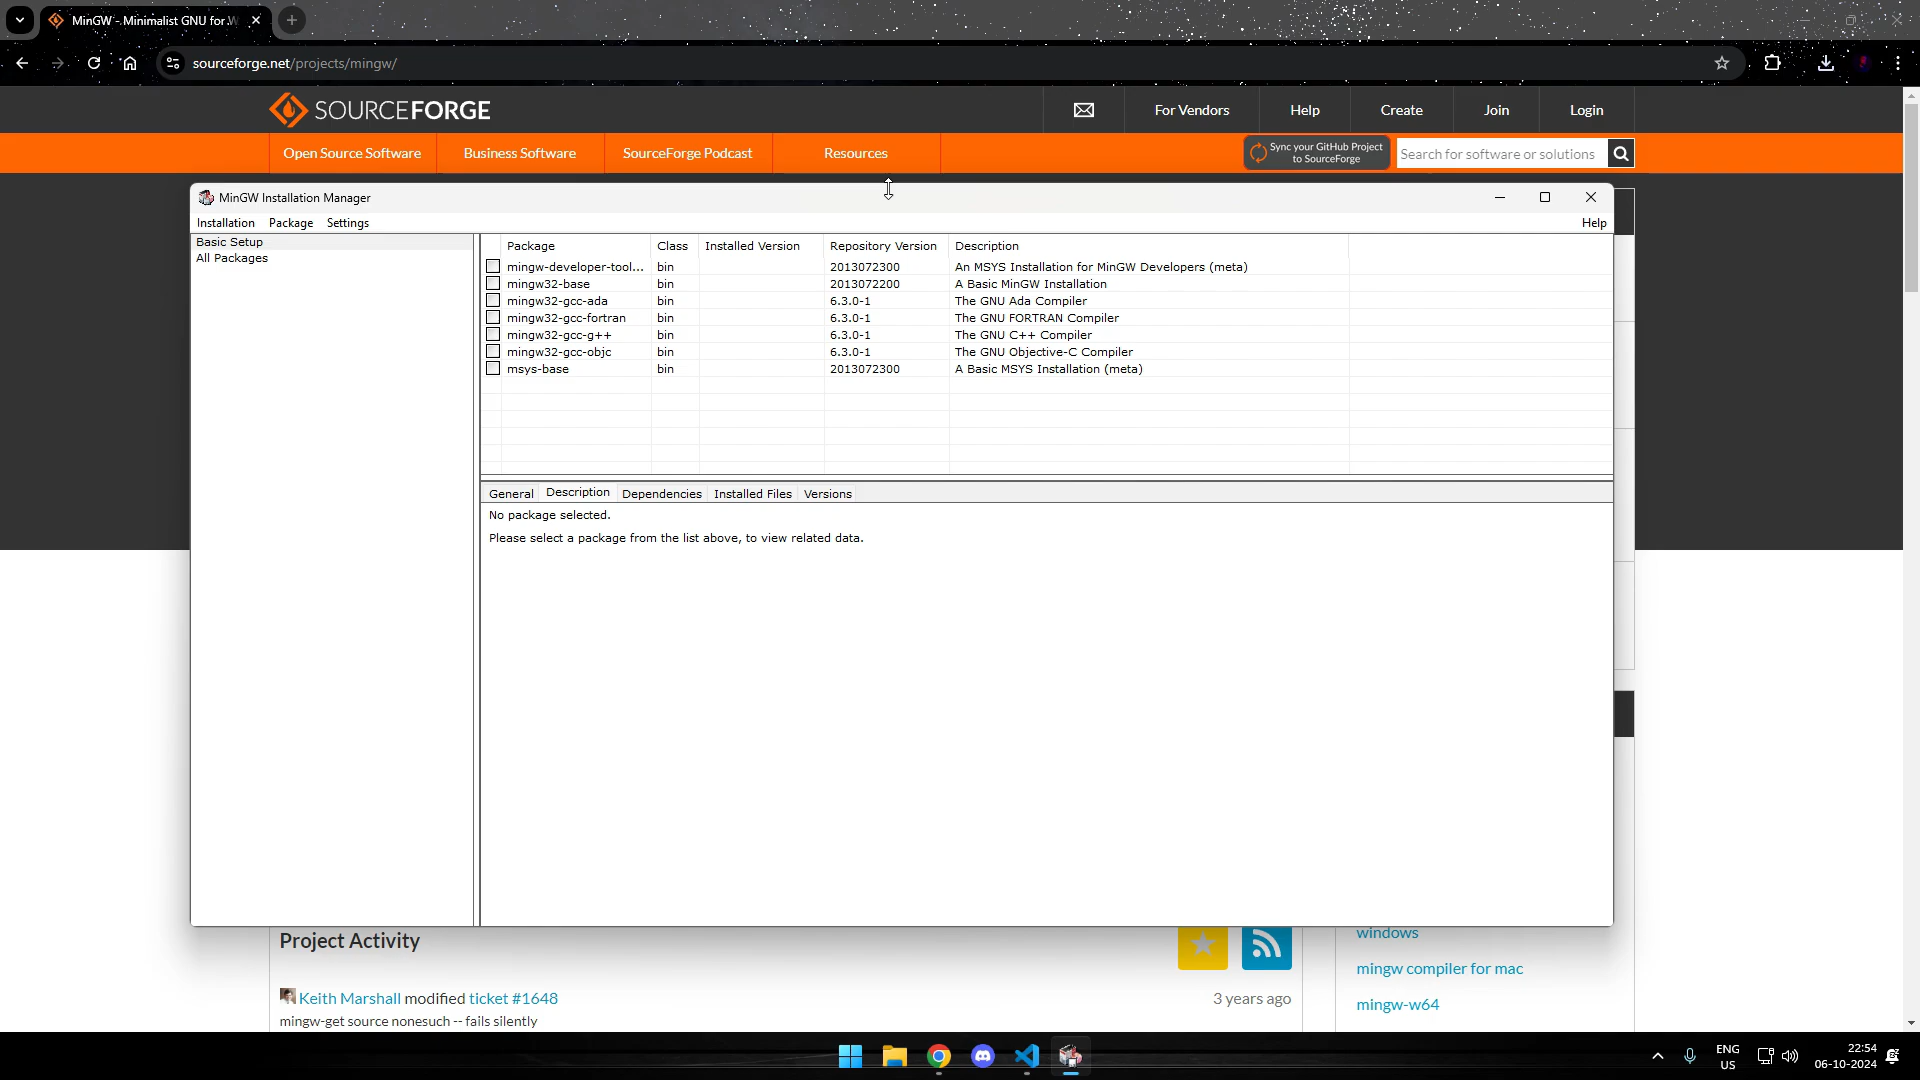 MinGW - Minimalist GNU for W
sourceforge.net/projects/mingw/
SOURCEFORGE
For Vendors
Help
Create
Join
Login
Open Source Software
Business Software
SourceForge Podcast
Resources
Sync your GitHub Project
to SourceForge
Search for software or solutions
MinGW Installation Manager
Installation Package Settings
Help
Basic Setup
All Packages
Package Class Installed Version Repository Version Description
mingw-developer-tool... bin 2013072300 An MSYS Installation for MinGW Developers (meta)
mingw32-base bin 2013072200 A Basic MinGW Installation
mingw32-gcc-ada bin 6.3.0-1 The GNU Ada Compiler
mingw32-gcc-fortran bin 6.3.0-1 The GNU FORTRAN Compiler
mingw32-gcc-g++ bin 6.3.0-1 The GNU C++ Compiler
mingw32-gcc-objc bin 6.3.0-1 The GNU Objective-C Compiler
msys-base bin 2013072300 A Basic MSYS Installation (meta)
General Description Dependencies Installed Files Versions
No package selected.
Please select a package from the list above, to view related data.
Project Activity
Keith Marshall modified ticket #1648
3 years ago
mingw-get source nonesuch -- fails silently
windows
mingw compiler for mac
mingw-w64
ENG
US
22:54
06-10-2024